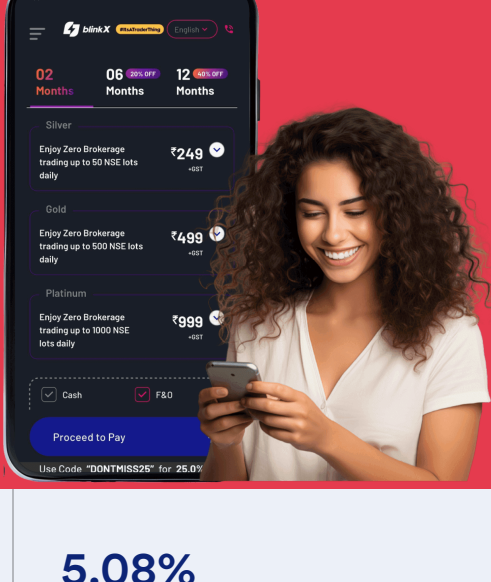 blinkX #ItsATraderThing English
02 06 20% OFF 12 40% OFF
Months Months Months
Silver
Enjoy Zero Brokerage
trading up to 50 NSE lots
daily
₹249
+GST
Gold
Enjoy Zero Brokerage
trading up to 500 NSE lots
daily
₹499
+GST
Platinum
Enjoy Zero Brokerage
trading up to 1000 NSE
lots daily
₹999
+GST
Cash F&O
Proceed to Pay
Use Code "DONTMISS25" for 25.0%
5.08%